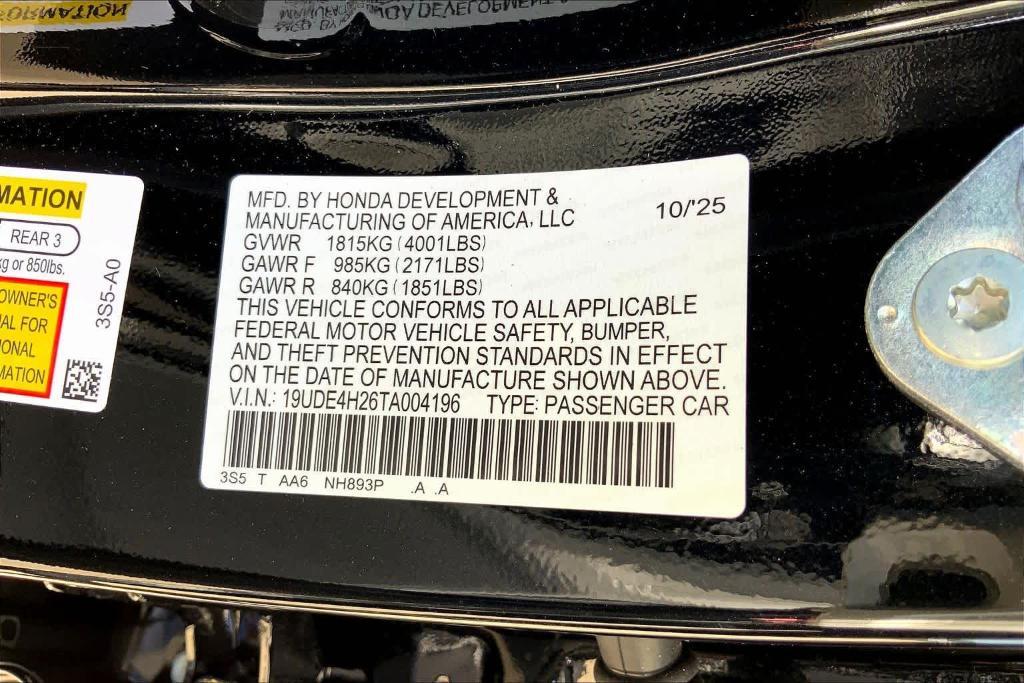 MATION
REAR 3
kg or 850lbs.
OWNER'S
AL FOR
IONAL
MATION
3S5-A0
MFD. BY HONDA DEVELOPMENT &
MANUFACTURING OF AMERICA, LLC 10/'25
GVWR 1815KG (4001LBS)
GAWR F 985KG (2171LBS)
GAWR R 840KG (1851LBS)
THIS VEHICLE CONFORMS TO ALL APPLICABLE
FEDERAL MOTOR VEHICLE SAFETY, BUMPER,
AND THEFT PREVENTION STANDARDS IN EFFECT
ON THE DATE OF MANUFACTURE SHOWN ABOVE.
V.I.N.: 19UDE4H26TA004196 TYPE: PASSENGER CAR
3S5 T AA6 NH893P .A .A